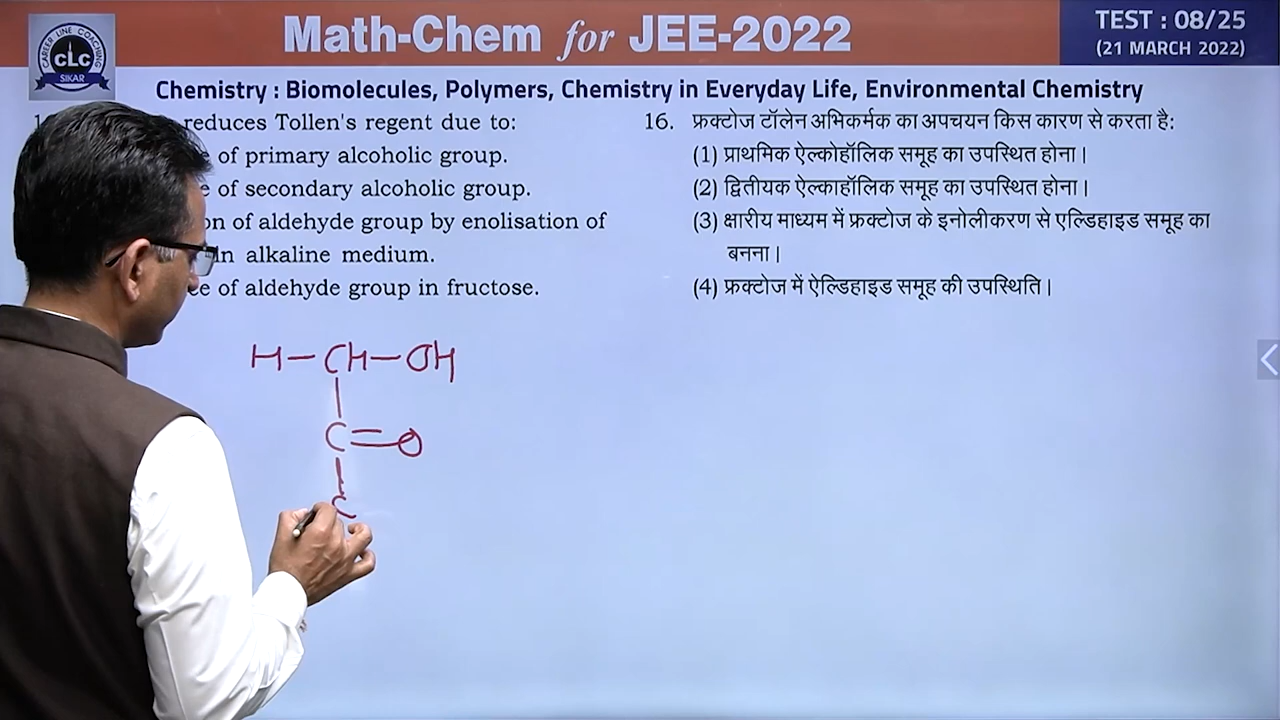 CAREER LINE COACHING
CLC
SIKAR
Math-Chem for JEE-2022
TEST : 08/25
(21 MARCH 2022)
Chemistry : Biomolecules, Polymers, Chemistry in Everyday Life, Environmental Chemistry
reduces Tollen's regent due to:
of primary alcoholic group.
of secondary alcoholic group.
of aldehyde group by enolisation of
in alkaline medium.
of aldehyde group in fructose.
16. फ्रक्टोज टॉलेन अभिकर्मक का अपचयन किस कारण से करता है:
(1) प्राथमिक ऐल्कोहॉलिक समूह का उपस्थित होना।
(2) द्वितीयक ऐल्काहॉलिक समूह का उपस्थित होना।
(3) क्षारीय माध्यम में फ्रक्टोज के इनोलीकरण से एल्डिहाइड समूह का
बनना।
(4) फ्रक्टोज में ऐल्डिहाइड समूह की उपस्थिति।
H-CH-OH
C=O
C